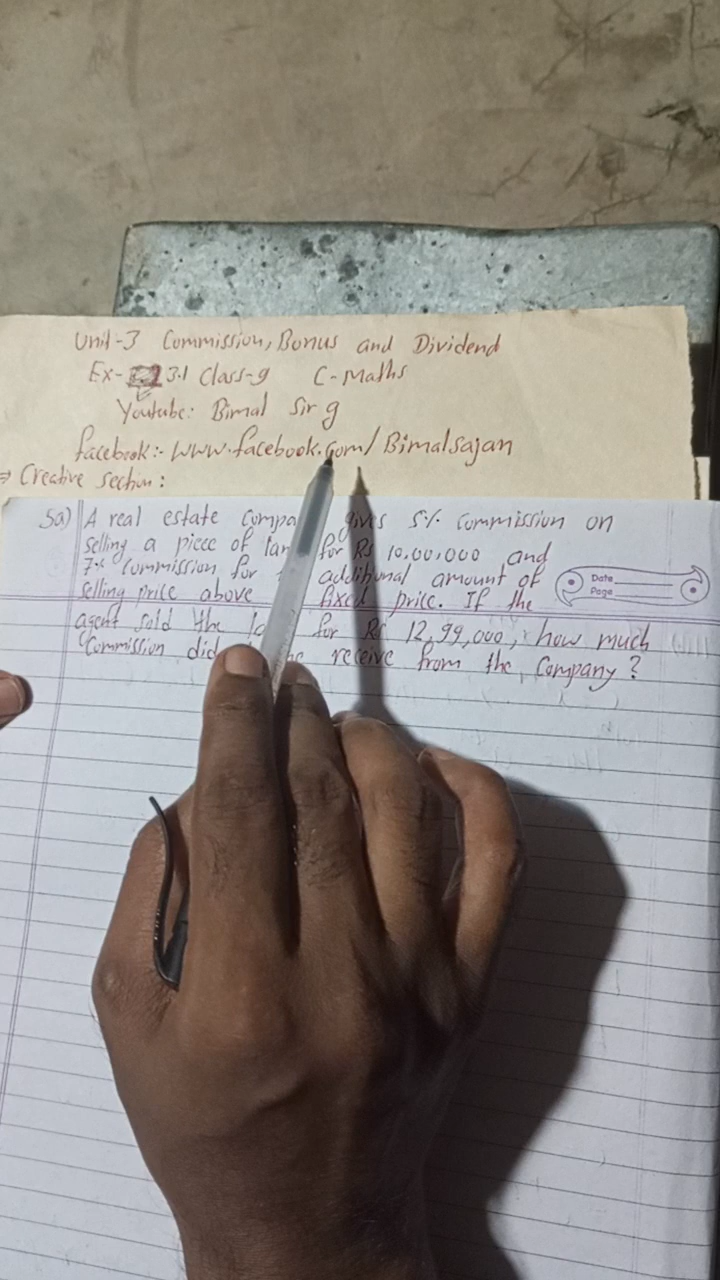 Unit-3 Commission, Bonus and Dividend
Ex- 3.1 Class-9 C-Maths
Youtube: Bimal Sir g
facebook:- www.facebook.com/Bimalsajan
⇒ Creative section:
5a) A real estate compa gives 5% commission on
selling a piece of lan for Rs 10,00,000 and
7% commission for additional amount of
selling price above fixed price. If the
agent sold the la for Rs 12,99,000, how much
commission did he receive from the company?
Date
Page